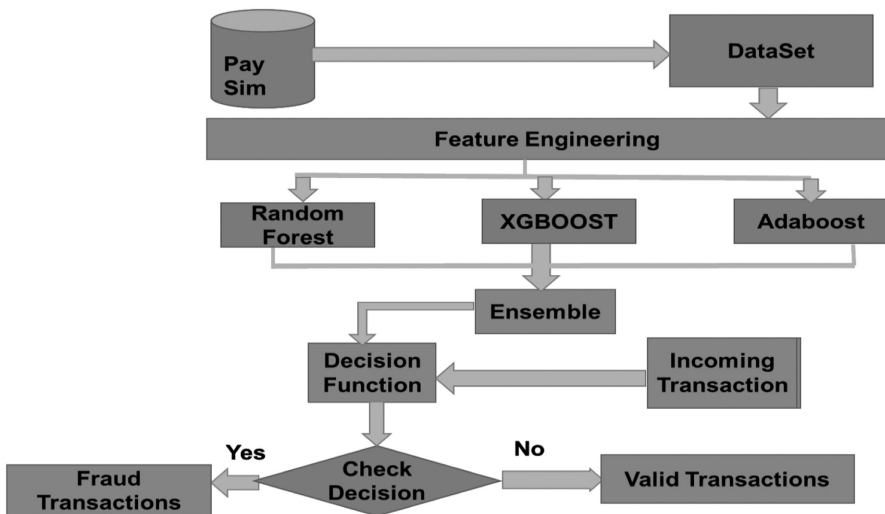 Pay
Sim
DataSet
Feature Engineering
Random
Forest
XGBOOST
Adaboost
Ensemble
Decision
Function
Incoming
Transaction
Yes
No
Fraud
Transactions
Check
Decision
Valid Transactions